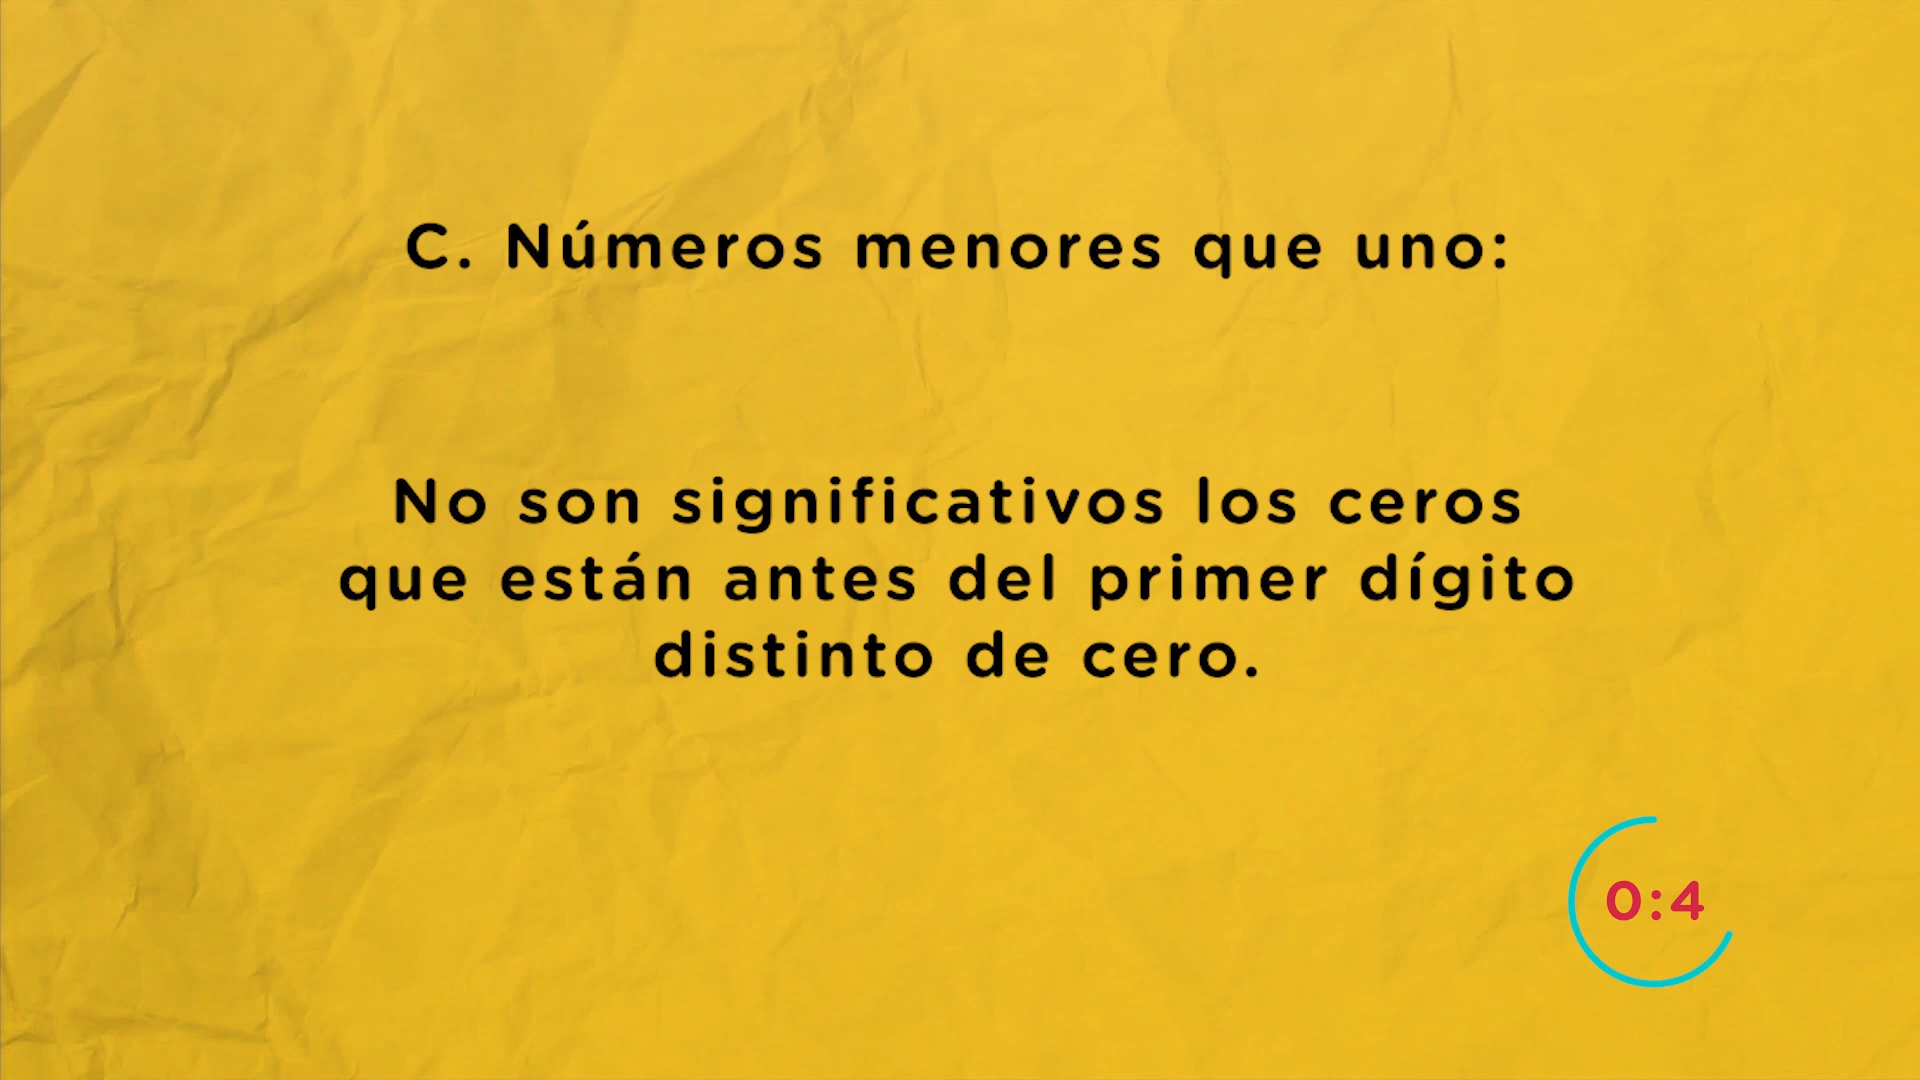 C. Números menores que uno:
No son significativos los ceros
que están antes del primer dígito
distinto de cero.
0:4